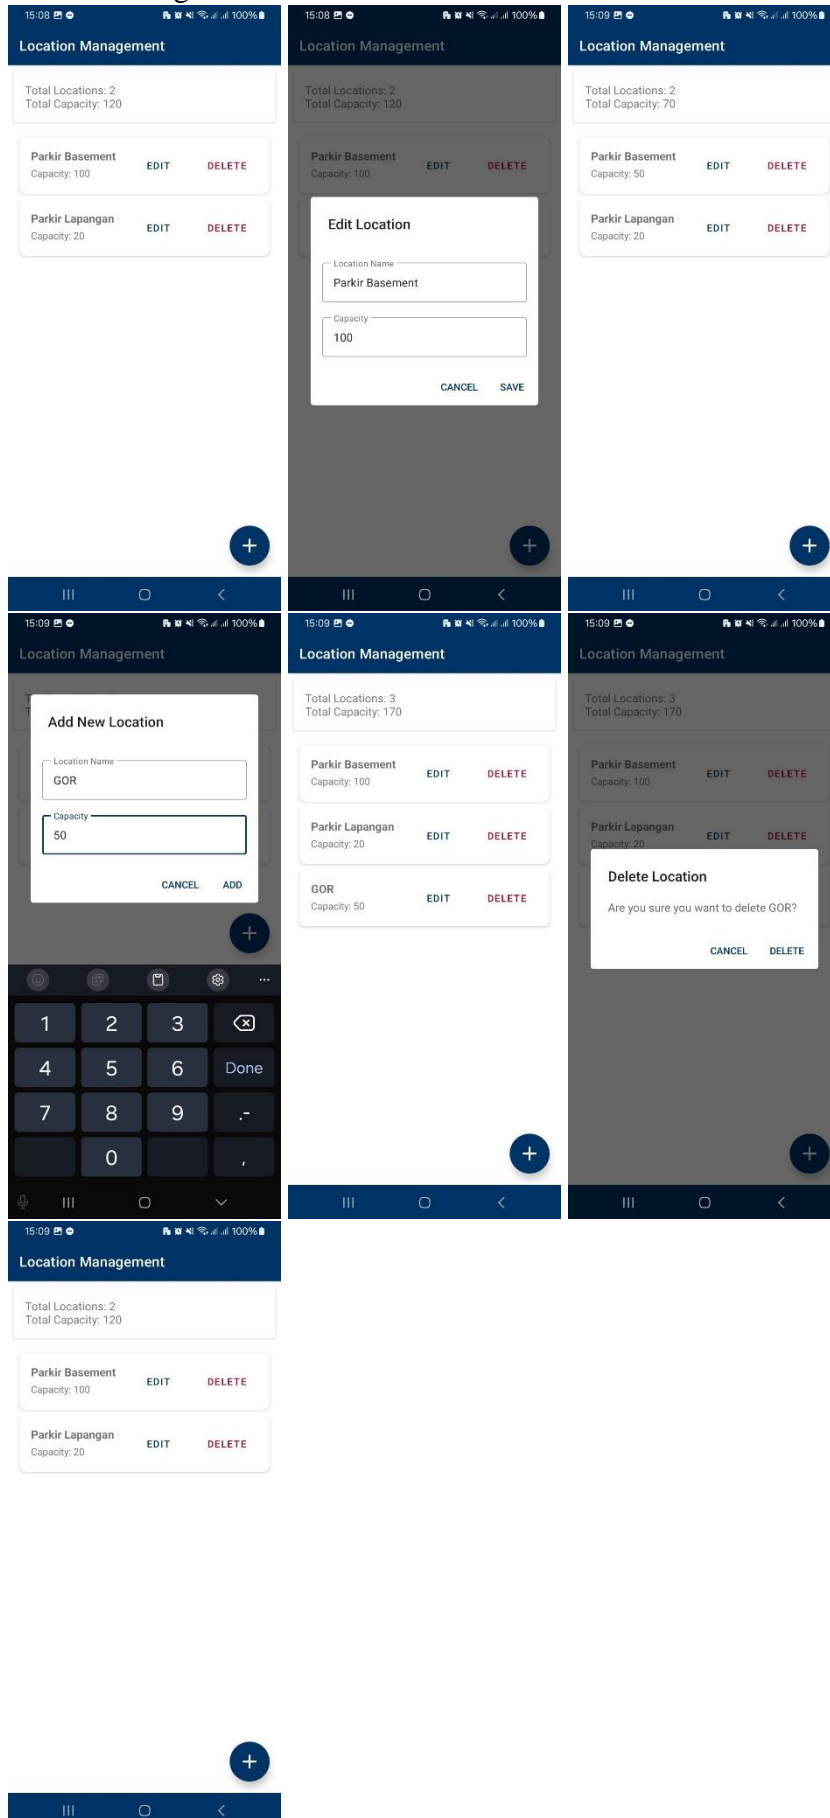 15:08 100%
Location Management
Total Locations: 2
Total Capacity: 120
Parkir Basement
Capacity: 100
EDIT DELETE
Parkir Lapangan
Capacity: 20
EDIT DELETE
15:08 100%
Location Management
Total Locations: 2
Total Capacity: 120
Parkir Basement
Capacity: 100
EDIT DELETE
Edit Location
Location Name
Parkir Basement
Capacity
100
CANCEL SAVE
15:09 100%
Location Management
Total Locations: 2
Total Capacity: 70
Parkir Basement
Capacity: 50
EDIT DELETE
Parkir Lapangan
Capacity: 20
EDIT DELETE
15:09 100%
Location Management
Add New Location
Location Name
GOR
Capacity
50
CANCEL ADD
1 2 3
4 5 6 Done
7 8 9 .-
0 ,
15:09 100%
Location Management
Total Locations: 3
Total Capacity: 170
Parkir Basement
Capacity: 100
EDIT DELETE
Parkir Lapangan
Capacity: 20
EDIT DELETE
GOR
Capacity: 50
EDIT DELETE
15:09 100%
Location Management
Total Locations: 3
Total Capacity: 170
Parkir Basement
Capacity: 100
EDIT DELETE
Parkir Lapangan
Capacity: 20
EDIT DELETE
Delete Location
Are you sure you want to delete GOR?
CANCEL DELETE
15:09 100%
Location Management
Total Locations: 2
Total Capacity: 120
Parkir Basement
Capacity: 100
EDIT DELETE
Parkir Lapangan
Capacity: 20
EDIT DELETE